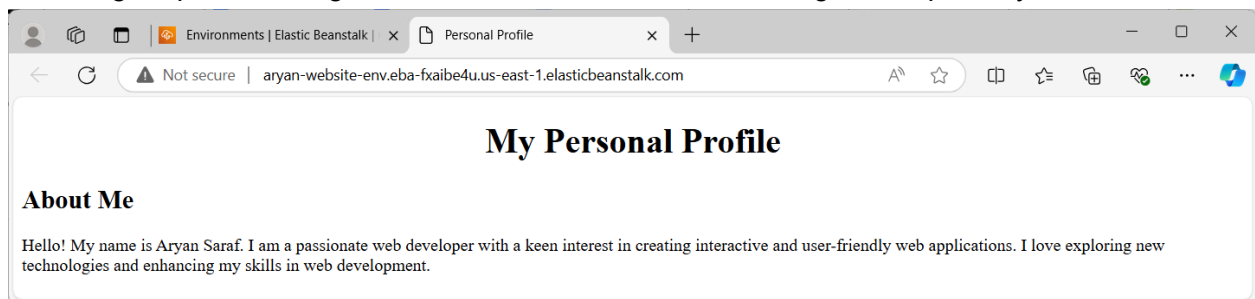 Environments | Elastic Beanstalk |
Personal Profile
Not secure | aryan-website-env.eba-fxaibe4u.us-east-1.elasticbeanstalk.com
My Personal Profile
About Me
Hello! My name is Aryan Saraf. I am a passionate web developer with a keen interest in creating interactive and user-friendly web applications. I love exploring new
technologies and enhancing my skills in web development.